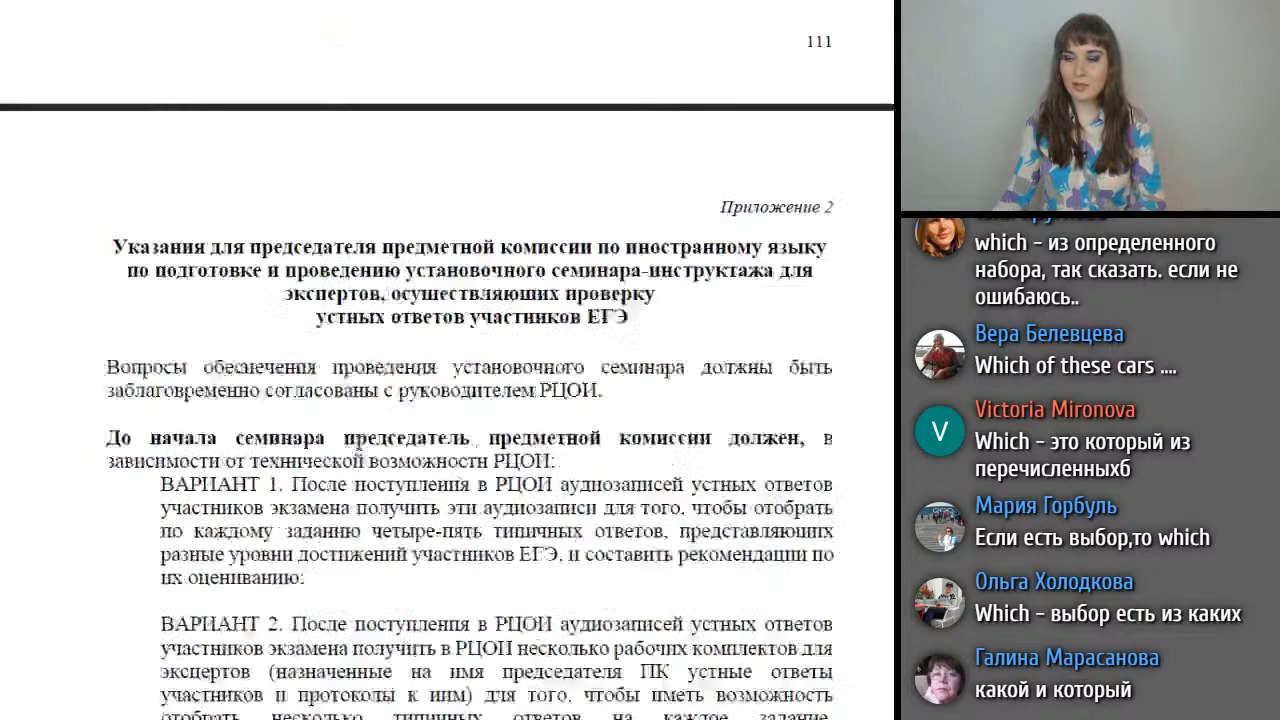 111
Приложение 2
Указания для председателя предметной комиссии по иностранному языку
по подготовке и проведению установочного семинара-инструктажа для
экспертов, осуществляющих проверку
устных ответов участников ЕГЭ
Вопросы обеспечения проведения установочного семинара должны быть
заблаговременно согласованы с руководителем РЦОИ.
До начала семинара председатель предметной комиссии должен, в
зависимости от технической возможности РЦОИ:
ВАРИАНТ 1. После поступления в РЦОИ аудиозаписей устных ответов
участников экзамена получить эти аудиозаписи для того, чтобы отобрать
по каждому заданию четыре-пять типичных ответов, представляющих
разные уровни достижений участников ЕГЭ, и составить рекомендации по
их оцениванию;
ВАРИАНТ 2. После поступления в РЦОИ аудиозаписей устных ответов
участников экзамена получить в РЦОИ несколько рабочих комплектов для
экспертов (назначенные на имя председателя ПК устные ответы
участников и протоколы к ним) для того, чтобы иметь возможность
отобрать несколько типичных ответов на каждое задание,
which - из определенного
набора, так сказать. если не
ошибаюсь..
Вера Белевцева
Which of these cars ....
Victoria Mironova
V
Which - это который из
перечисленныхб
Мария Горбуль
Если есть выбор,то which
Ольга Холодкова
Which - выбор есть из каких
Галина Марасанова
какой и который